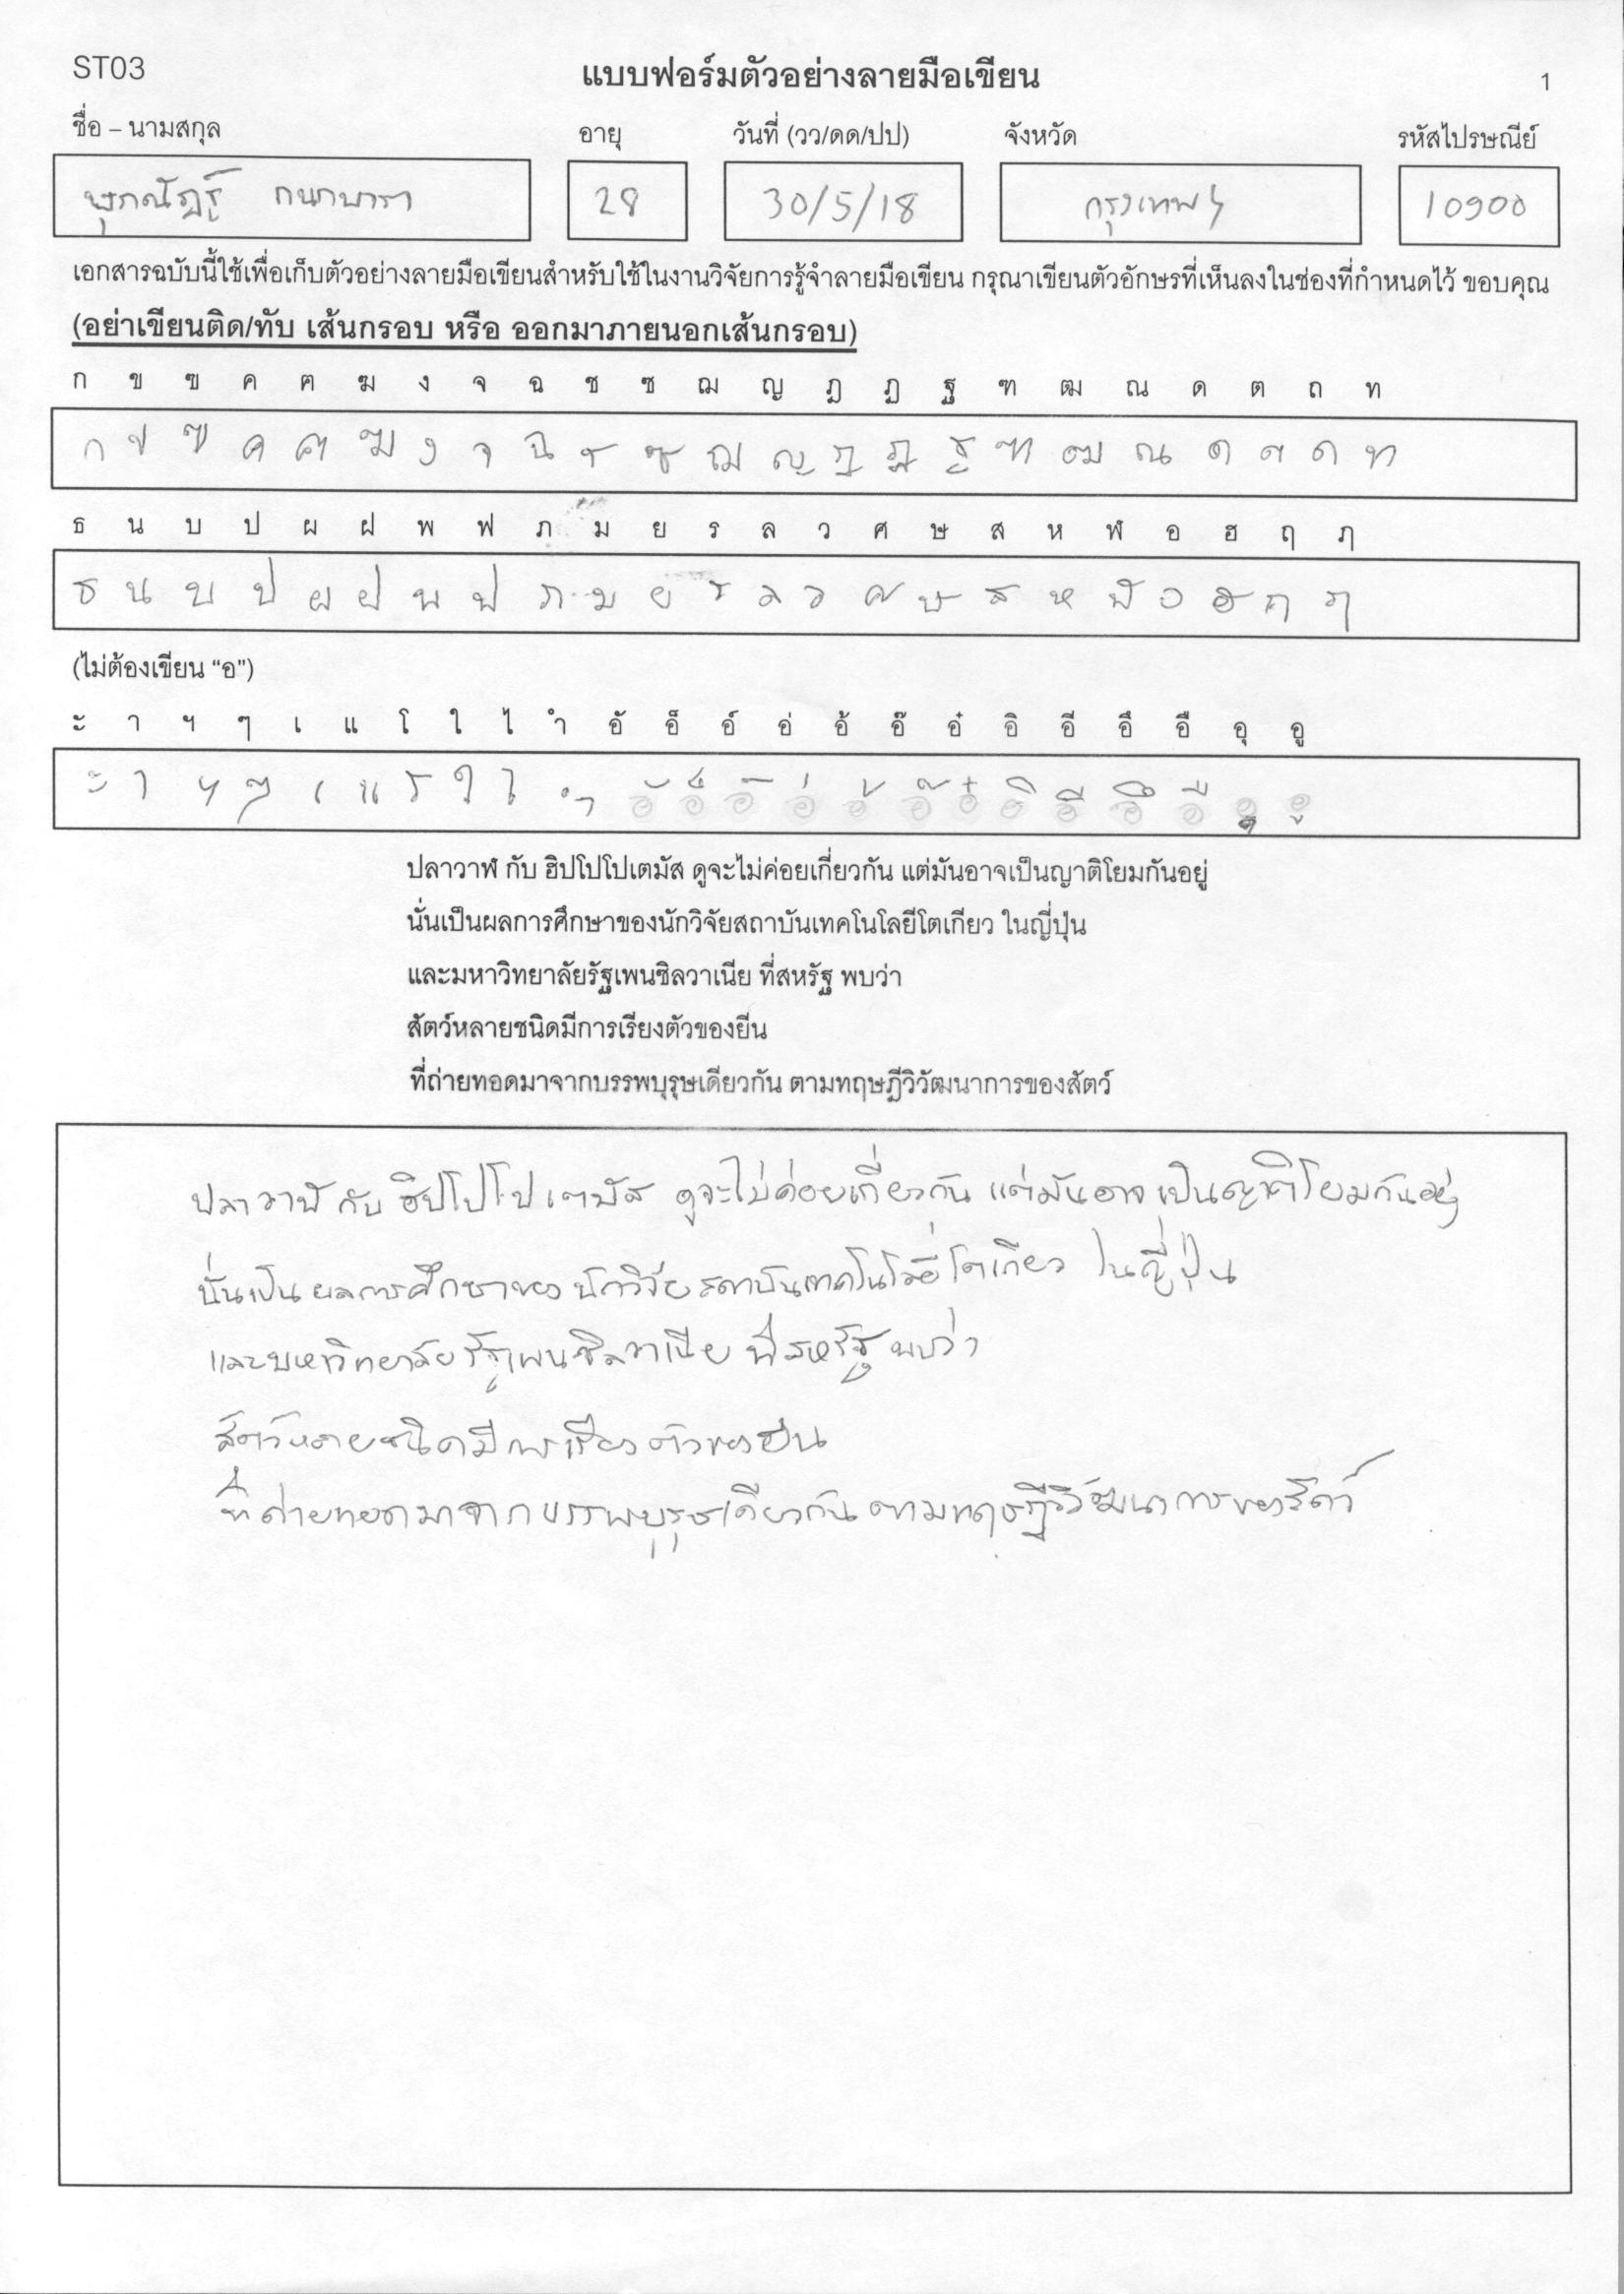 ST03 แบบฟอร์มตัวอย่างลายมือเขียน 1
ชื่อ – นามสกุล อายุ วันที่ (วว/ดด/ปป) จังหวัด รหัสไปรษณีย์
28 30/5/18 กรุงเทพฯ 10900
เอกสารฉบับนี้ใช้เพื่อเก็บตัวอย่างลายมือเขียนสำหรับใช้ในงานวิจัยการรู้จำลายมือเขียน กรุณาเขียนตัวอักษรที่เห็นลงในช่องที่กำหนดไว้ ขอบคุณ
(อย่าเขียนติด/ทับ เส้นกรอบ หรือ ออกมาภายนอกเส้นกรอบ)
ก ข ฃ ค ฅ ฆ ง จ ฉ ช ซ ฌ ญ ฎ ฏ ฐ ฑ ฒ ณ ด ต ถ ท
ก ข ฃ ค ฅ ฆ ง จ ฉ ช ซ ฌ ญ ฎ ฏ ฐ ฑ ฒ ณ ด ต ถ ท
ธ น บ ป ผ ฝ พ ฟ ภ ม ย ร ล ว ศ ษ ส ห ฬ อ ฮ ฤ ฦ
ธ น บ ป ผ ฝ พ ฟ ภ ม ย ร ล ว ศ ษ ส ห ฬ อ ฮ ฤ ฦ
(ไม่ต้องเขียน “อ”)
ะ า ฯ ๆ เ แ โ ใ ไ ำ อั อ็ อ์ อ่ อ้ อ๊ อ๋ อิ อี อึ อื อุ อู
ะ า ฯ ๆ เ แ โ ใ ไ ำ อั อ็ อ์ อ่ อ้ อ๊ อ๋ อิ อี อึ อื อุ อู
ปลาวาฬ กับ ฮิปโปโปเตมัส ดูจะไม่ค่อยเกี่ยวกัน แต่มันอาจเป็นญาติโยมกันอยู่
นั่นเป็นผลการศึกษาของนักวิจัยสถาบันเทคโนโลยีโตเกียว ในญี่ปุ่น
และมหาวิทยาลัยรัฐเพนซิลวาเนีย ที่สหรัฐ พบว่า
สัตว์หลายชนิดมีการเรียงตัวของยีน
ที่ถ่ายทอดมาจากบรรพบุรุษเดียวกัน ตามทฤษฎีวิวัฒนาการของสัตว์
ปลาวาฬ กับ ฮิปโปโปเตมัส ดูจะไม่ค่อยเกี่ยวกัน แต่มันอาจเป็นญาติโยมกันอยู่
นั่นเป็นผลการศึกษาของนักวิจัยสถาบันเทคโนโลยีโตเกียว ในญี่ปุ่น
และมหาวิทยาลัยรัฐเพนซิลวาเนีย ที่สหรัฐ พบว่า
สัตว์หลายชนิดมีการเรียงตัวของยีน
ที่ถ่ายทอดมาจากบรรพบุรุษเดียวกัน ตามทฤษฎีวิวัฒนาการของสัตว์